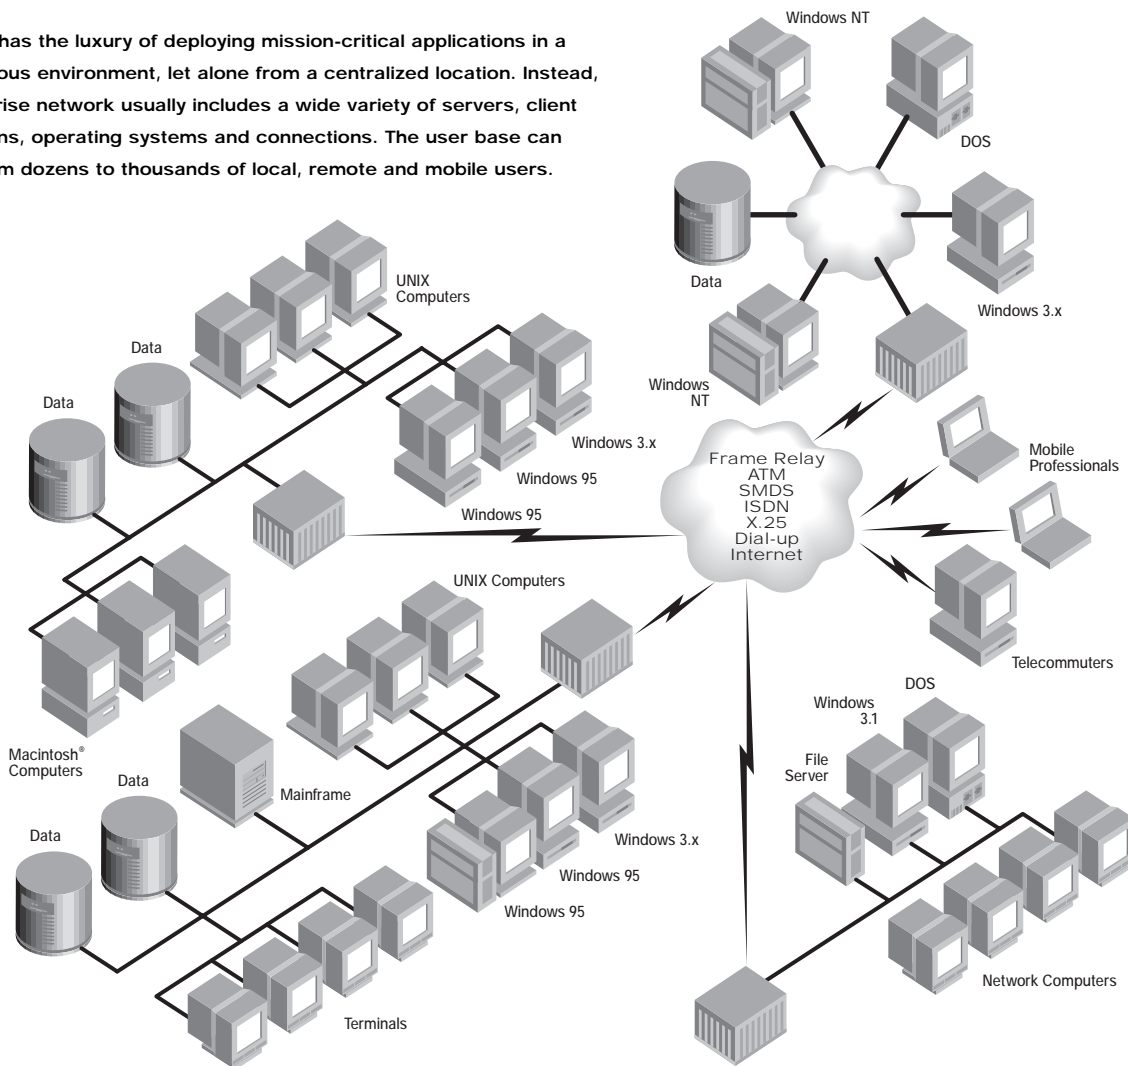 has the luxury of deploying mission-critical applications in a
ous environment, let alone from a centralized location. Instead,
rise network usually includes a wide variety of servers, client
ns, operating systems and connections. The user base can
m dozens to thousands of local, remote and mobile users.
Windows NT
DOS
Data
Windows 3.x
Windows
NT
UNIX
Computers
Data
Data
Windows 3.x
Windows 95
Windows 95
Frame Relay
ATM
SMDS
ISDN
X.25
Dial-up
Internet
Mobile
Professionals
Telecommuters
UNIX Computers
Macintosh®
Computers
Data
Data
Mainframe
Windows 3.x
Windows 95
Windows 95
Terminals
DOS
Windows
3.1
File
Server
Network Computers